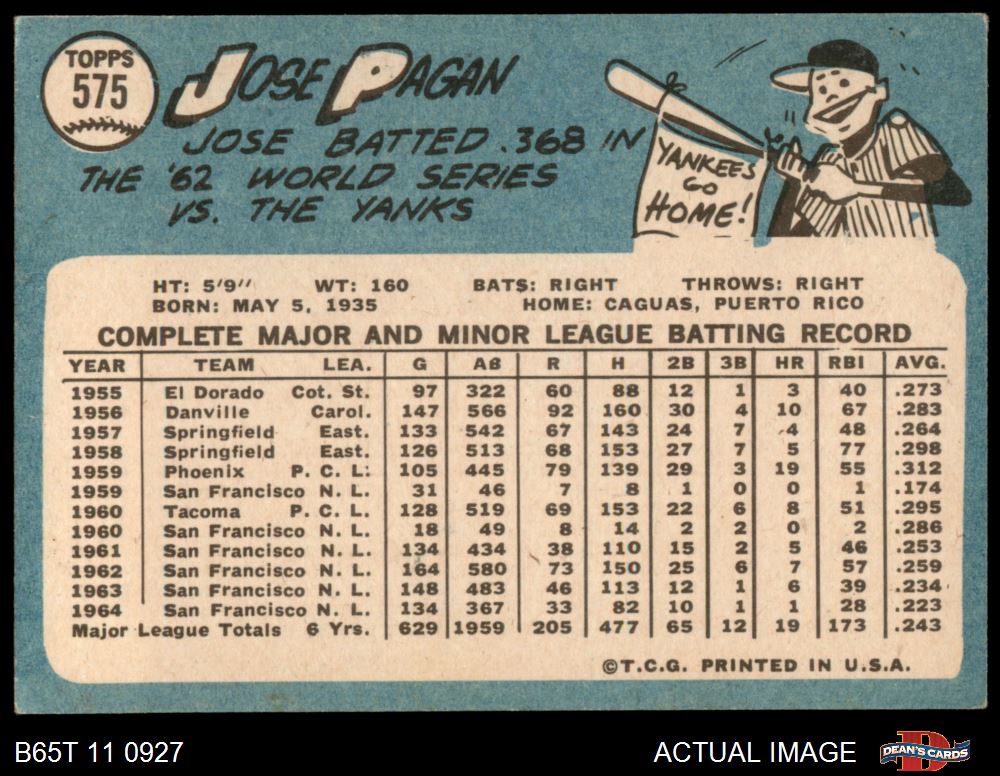 TOPPS
575
JOSE PAGAN
JOSE BATTED .368 IN
THE '62 WORLD SERIES
VS. THE YANKS
YANKEES
GO
HOME!
HT: 5'9" WT: 160 BATS: RIGHT THROWS: RIGHT
BORN: MAY 5, 1935 HOME: CAGUAS, PUERTO RICO
COMPLETE MAJOR AND MINOR LEAGUE BATTING RECORD
YEAR TEAM LEA. G AB R H 2B 3B HR RBI AVG.
1955 El Dorado Cot. St. 97 322 60 88 12 1 3 40 .273
1956 Danville Carol. 147 566 92 160 30 4 10 67 .283
1957 Springfield East. 133 542 67 143 24 7 4 48 .264
1958 Springfield East. 126 513 68 153 27 7 5 77 .298
1959 Phoenix P. C. L. 105 445 79 139 29 3 19 55 .312
1959 San Francisco N. L. 31 46 7 8 1 0 0 1 .174
1960 Tacoma P. C. L. 128 519 69 153 22 6 8 51 .295
1960 San Francisco N. L. 18 49 8 14 2 2 0 2 .286
1961 San Francisco N. L. 134 434 38 110 15 2 5 46 .253
1962 San Francisco N. L. 164 580 73 150 25 6 7 57 .259
1963 San Francisco N. L. 148 483 46 113 12 1 6 39 .234
1964 San Francisco N. L. 134 367 33 82 10 1 1 28 .223
Major League Totals 6 Yrs. 629 1959 205 477 65 12 19 173 .243
©T.C.G. PRINTED IN U.S.A.
B65T 11 0927
ACTUAL IMAGE
D
DEAN'S CARDS